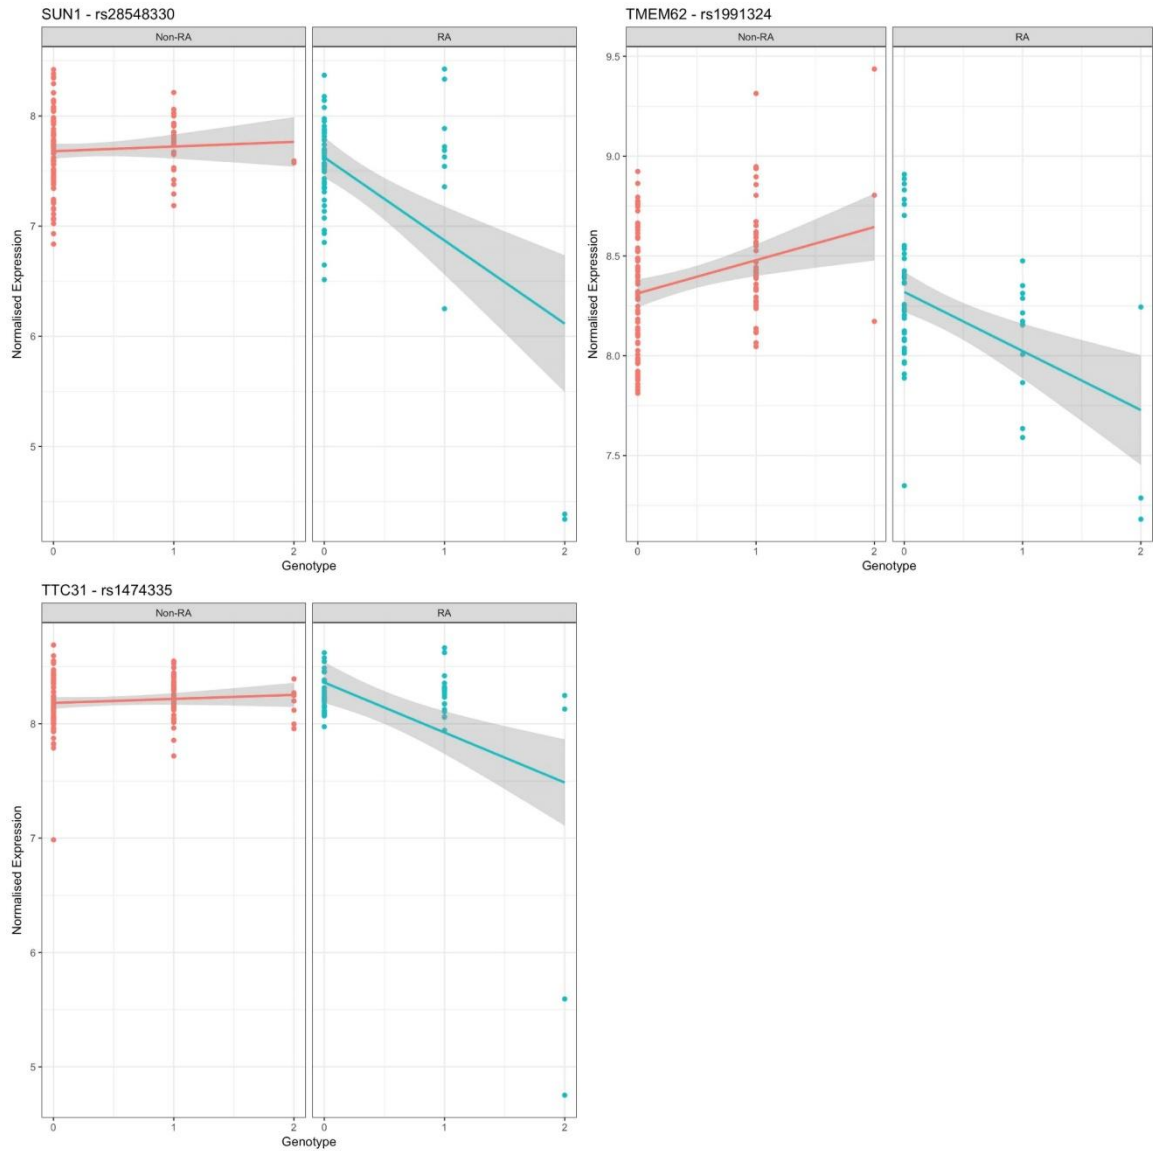 SUN1 - rs28548330
Non-RA RA
8
7
6
5
Normalised Expression
0 1 2 0 1 2
Genotype
TMEM62 - rs1991324
Non-RA RA
9.5
9.0
8.5
8.0
7.5
Normalised Expression
0 1 2 0 1 2
Genotype
TTC31 - rs1474335
Non-RA RA
8
7
6
5
Normalised Expression
0 1 2 0 1 2
Genotype